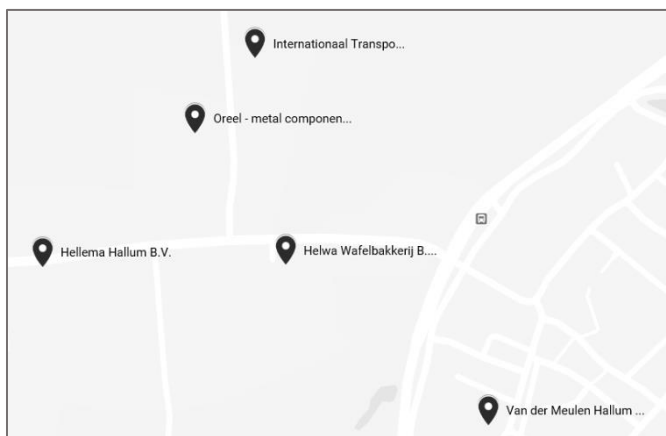 Internationaal Transpo...
Oreel - metal componen...
Hellema Hallum B.V.
Helwa Wafelbakkerij B....
Van der Meulen Hallum ...